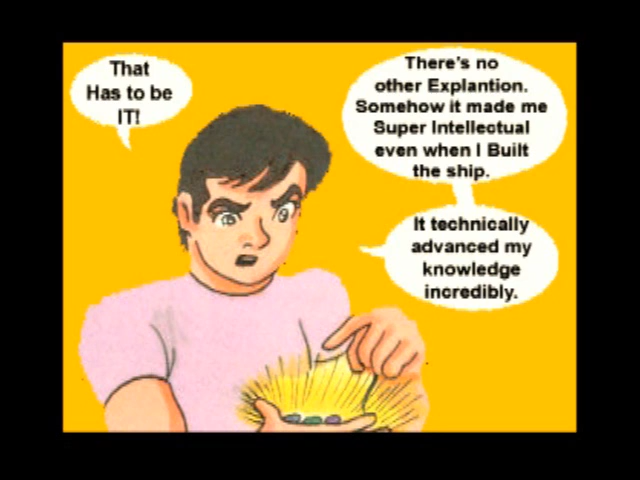 That
Has to be
IT!
There's no
other Explantion.
Somehow it made me
Super Intellectual
even when I Built
the ship.
It technically
advanced my
knowledge
incredibly.